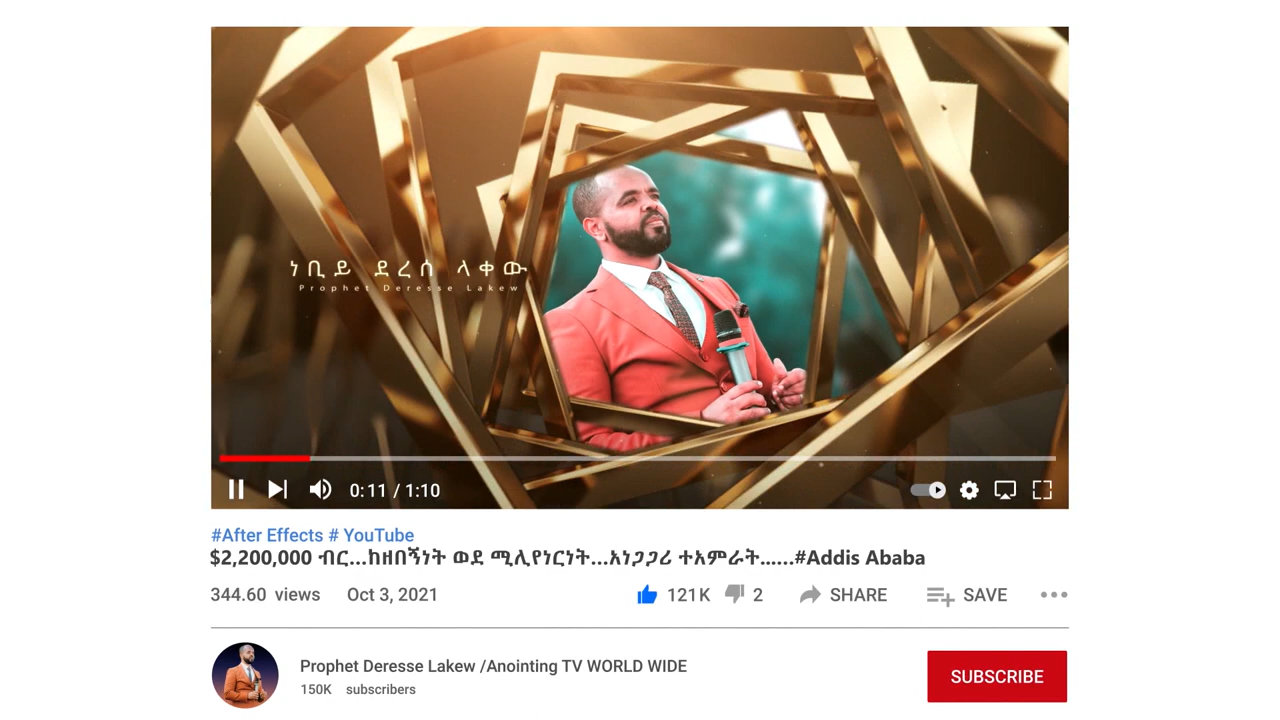 ነቢይ ደረሰ ላቀው
Prophet Deresse Lakew
0:11 / 1:10
#After Effects # YouTube
$2,200,000 ብር...ከዘበኝነት ወደ ሚሊየነርነት...አነጋጋሪ ተአምራት......#Addis Ababa
344.60 views Oct 3, 2021 121K 2 SHARE SAVE
Prophet Deresse Lakew /Anointing TV WORLD WIDE
150K subscribers
SUBSCRIBE